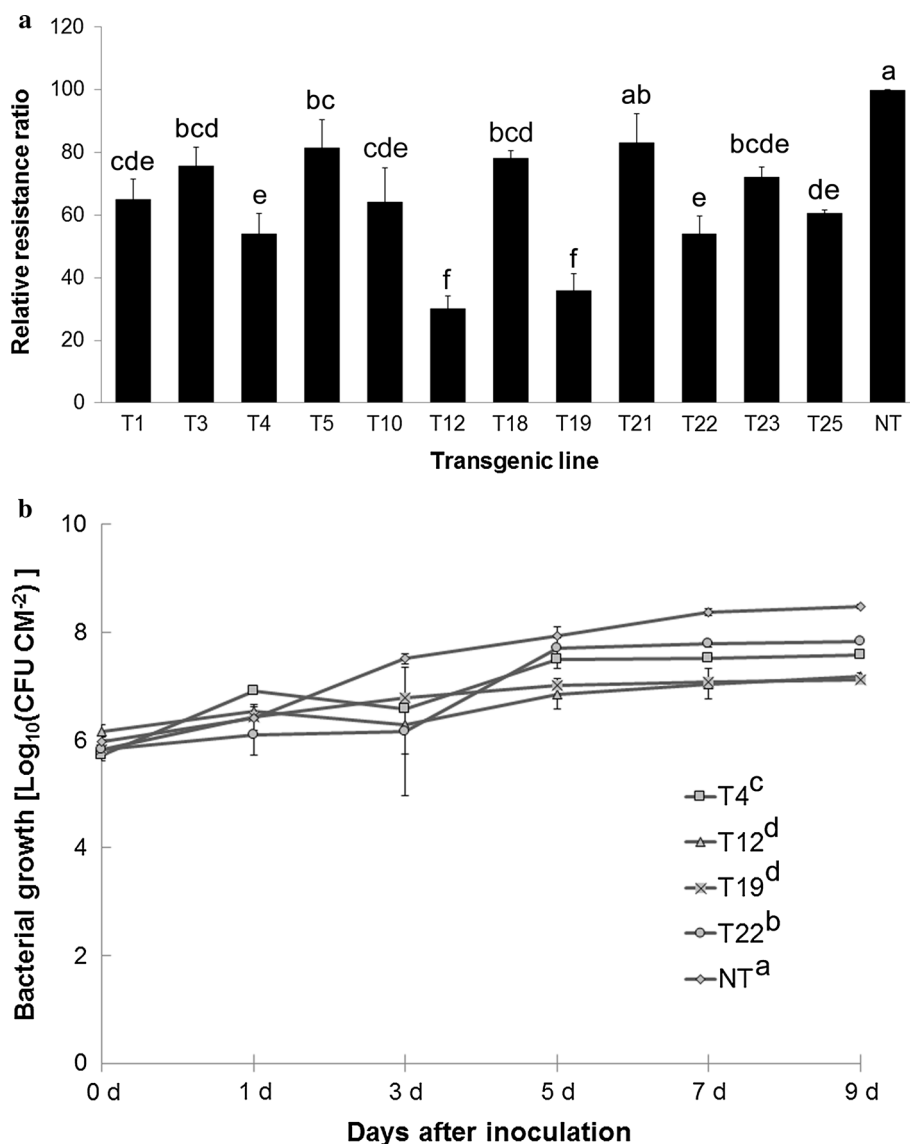 a
Relative resistance ratio
120
100
80
60
40
20
0
cde
bcd
e
bc
cde
f
bcd
f
ab
e
bcde
de
a
T1 T3 T4 T5 T10 T12 T18 T19 T21 T22 T23 T25 NT
Transgenic line
b
Bacterial growth [Log₁₀(CFU CM⁻²) ]
10
8
6
4
2
0
T4ᶜ
T12ᵈ
T19ᵈ
T22ᵇ
NTᵃ
0 d 1 d 3 d 5 d 7 d 9 d
Days after inoculation